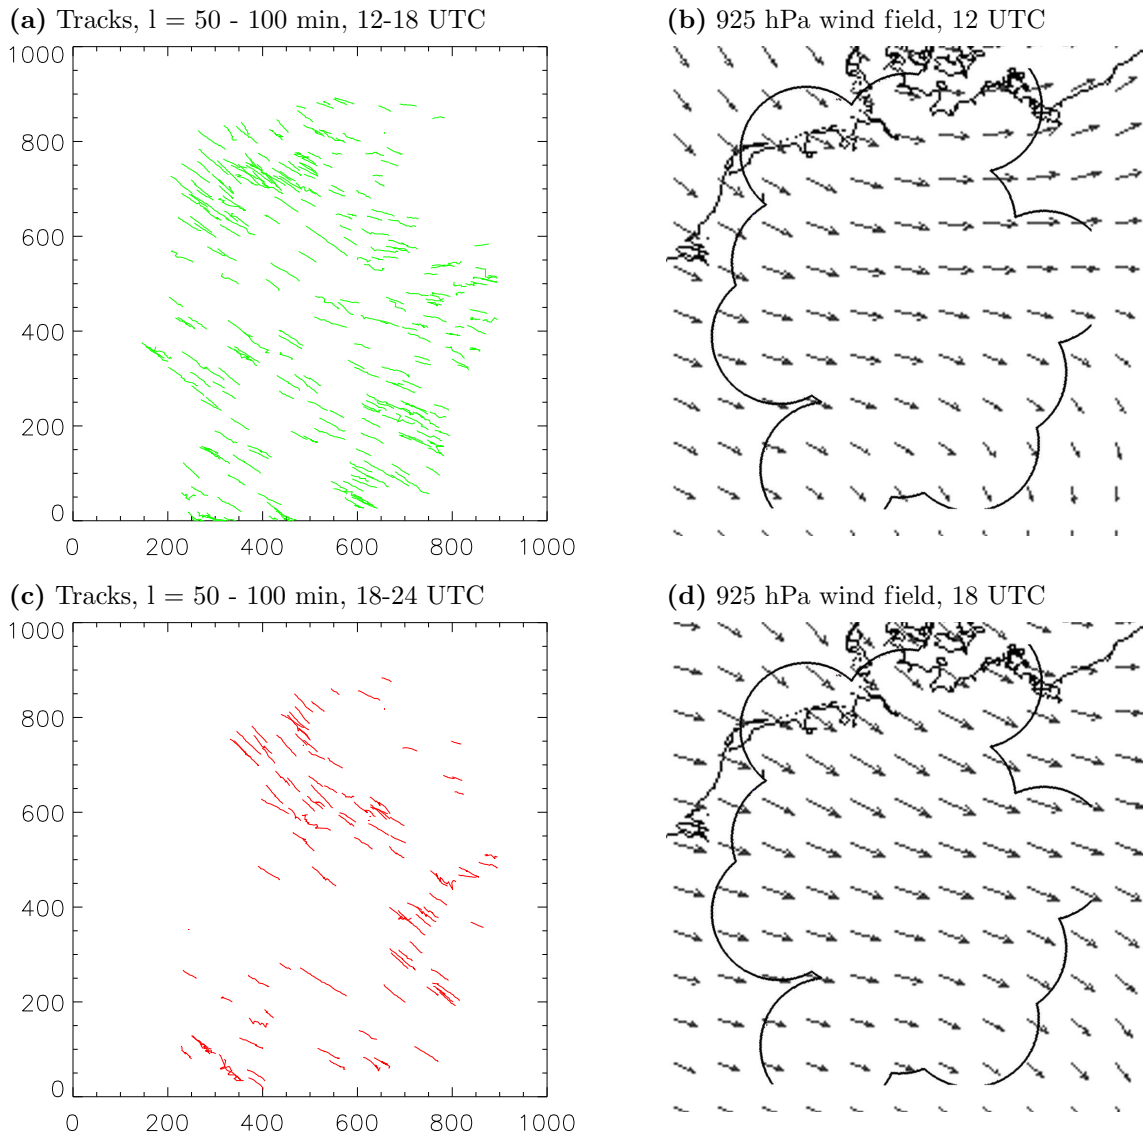 (a) Tracks, l = 50 - 100 min, 12-18 UTC
(b) 925 hPa wind field, 12 UTC
1000
800
600
400
200
0
0 200 400 600 800 1000
(c) Tracks, l = 50 - 100 min, 18-24 UTC
(d) 925 hPa wind field, 18 UTC
1000
800
600
400
200
0
0 200 400 600 800 1000